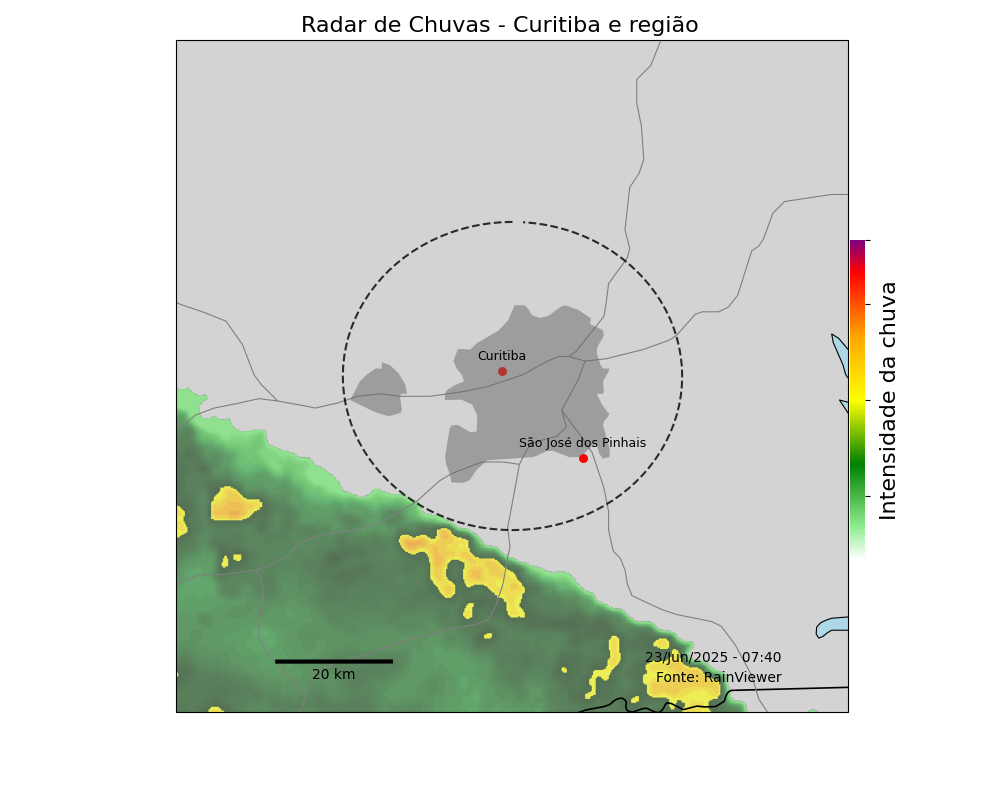 Radar de Chuvas - Curitiba e região
Curitiba
São José dos Pinhais
Intensidade da chuva
23/Jun/2025 - 07:40
Fonte: RainViewer
20 km